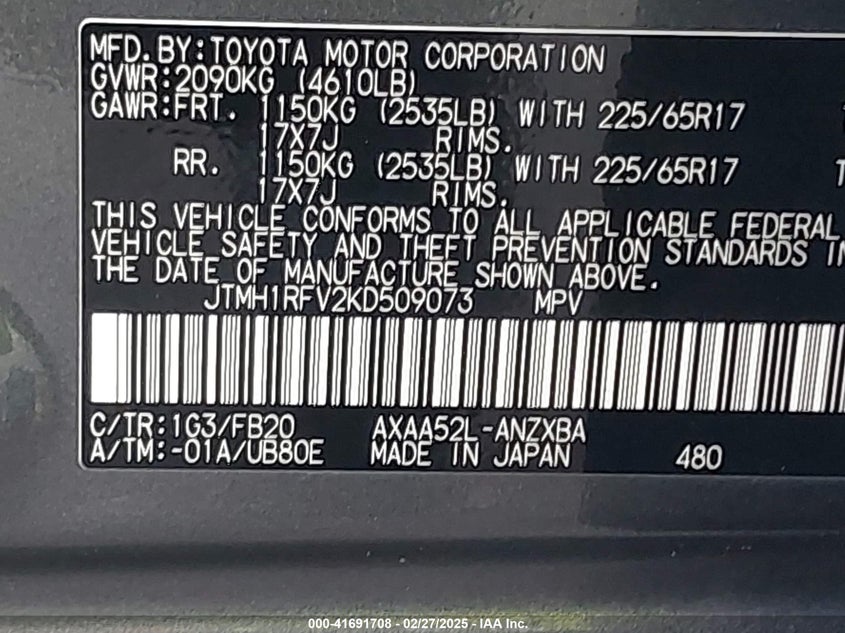 MFD.BY:TOYOTA MOTOR CORPORATION
GVWR:2090KG (4610LB)
GAWR:FRT. 1150KG (2535LB) WITH 225/65R17
17X7J RIMS.
RR. 1150KG (2535LB) WITH 225/65R17
17X7J RIMS.
THIS VEHICLE CONFORMS TO ALL APPLICABLE FEDERAL
VEHICLE SAFETY AND THEFT PREVENTION STANDARDS IN
THE DATE OF MANUFACTURE SHOWN ABOVE.
JTMH1RFV2KD509073 MPV
C/TR:1G3/FB20 AXAA52L-ANZXBA
A/TM:-01A/UB80E MADE IN JAPAN 480
000-41691708 - 02/27/2025 - IAA Inc.